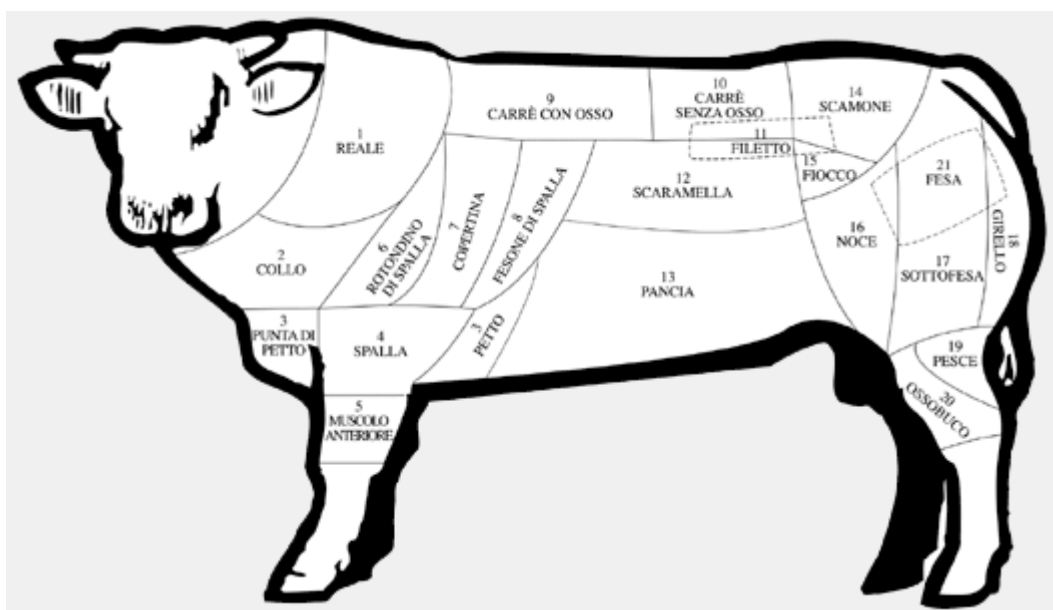 1
REALE
2
COLLO
3
PUNTA DI
PETTO
4
SPALLA
5
MUSCOLO
ANTERIORE
6
ROTONDINO
DI SPALLA
7
COPERTINA
8
FESONE DI SPALLA
3
PETTO
9
CARRÈ CON OSSO
10
CARRÈ
SENZA OSSO
11
FILETTO
12
SCARAMELLA
13
PANCIA
14
SCAMONE
15
FIOCCO
16
NOCE
17
SOTTOFESA
18
GIRELLO
19
PESCE
20
OSSOBUCO
21
FESA